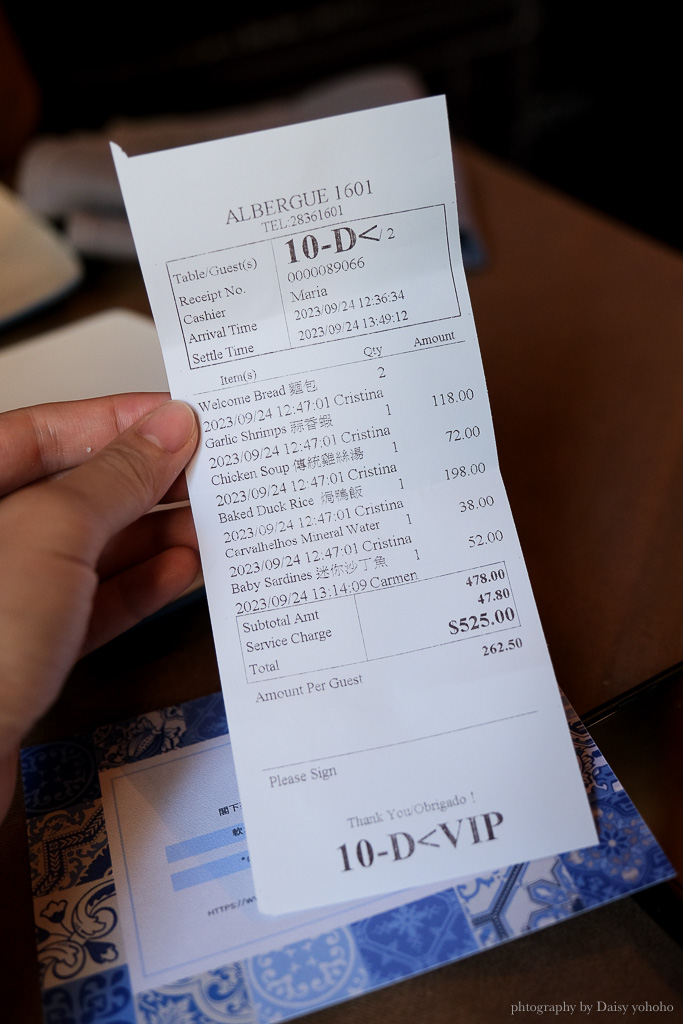 ALBERGUE 1601
TEL:28361601
Table/Guest(s) 10-D< / 2
Receipt No. 0000089066
Cashier Maria
Arrival Time 2023/09/24 12:36:34
Settle Time 2023/09/24 13:49:12
Item(s) Qty Amount
Welcome Bread 麵包 2
2023/09/24 12:47:01 Cristina
Garlic Shrimps 蒜香蝦 1 118.00
2023/09/24 12:47:01 Cristina
Chicken Soup 傳統雞絲湯 1 72.00
2023/09/24 12:47:01 Cristina
Baked Duck Rice 焗鴨飯 1 198.00
2023/09/24 12:47:01 Cristina
Carvalhelhos Mineral Water 1 38.00
2023/09/24 12:47:01 Cristina
Baby Sardines 迷你沙丁魚 1 52.00
2023/09/24 13:14:09 Carmen
Subtotal Amt 478.00
Service Charge 47.80
Total $525.00
Amount Per Guest 262.50
Please Sign
Thank You/Obrigado !
10-D<VIP
閣下
HTTPS://W
photography by Daisy yohoho